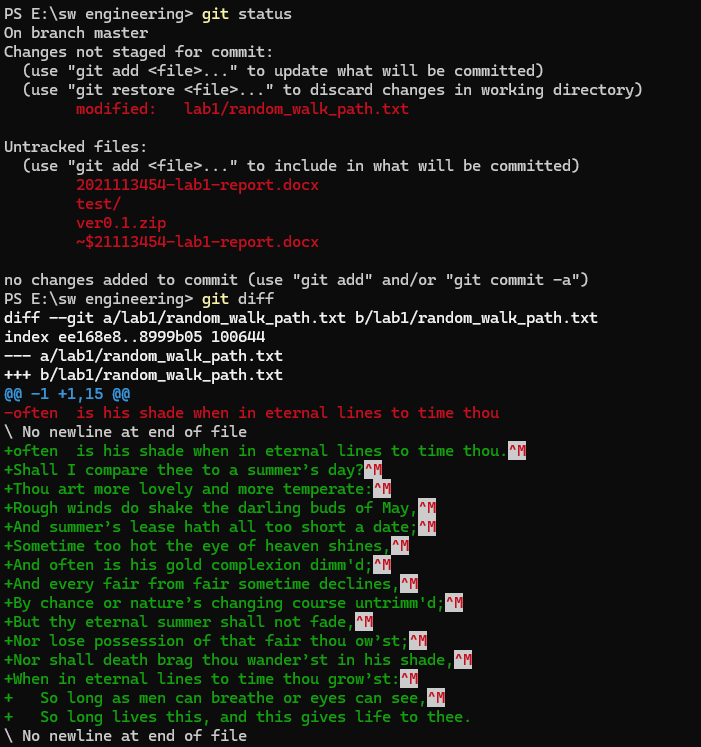 PS E:\sw engineering> git status
On branch master
Changes not staged for commit:
  (use "git add <file>..." to update what will be committed)
  (use "git restore <file>..." to discard changes in working directory)
        modified:   lab1/random_walk_path.txt

Untracked files:
  (use "git add <file>..." to include in what will be committed)
        2021113454-lab1-report.docx
        test/
        ver0.1.zip
        ~$21113454-lab1-report.docx

no changes added to commit (use "git add" and/or "git commit -a")
PS E:\sw engineering> git diff
diff --git a/lab1/random_walk_path.txt b/lab1/random_walk_path.txt
index ee168e8..8999b05 100644
--- a/lab1/random_walk_path.txt
+++ b/lab1/random_walk_path.txt
@@ -1 +1,15 @@
-often  is his shade when in eternal lines to time thou
\ No newline at end of file
+often  is his shade when in eternal lines to time thou.^M
+Shall I compare thee to a summer’s day?^M
+Thou art more lovely and more temperate:^M
+Rough winds do shake the darling buds of May,^M
+And summer’s lease hath all too short a date;^M
+Sometime too hot the eye of heaven shines,^M
+And often is his gold complexion dimm'd;^M
+And every fair from fair sometime declines,^M
+By chance or nature’s changing course untrimm'd;^M
+But thy eternal summer shall not fade,^M
+Nor lose possession of that fair thou ow’st;^M
+Nor shall death brag thou wander’st in his shade,^M
+When in eternal lines to time thou grow’st:^M
+   So long as men can breathe or eyes can see,^M
+   So long lives this, and this gives life to thee.
\ No newline at end of file